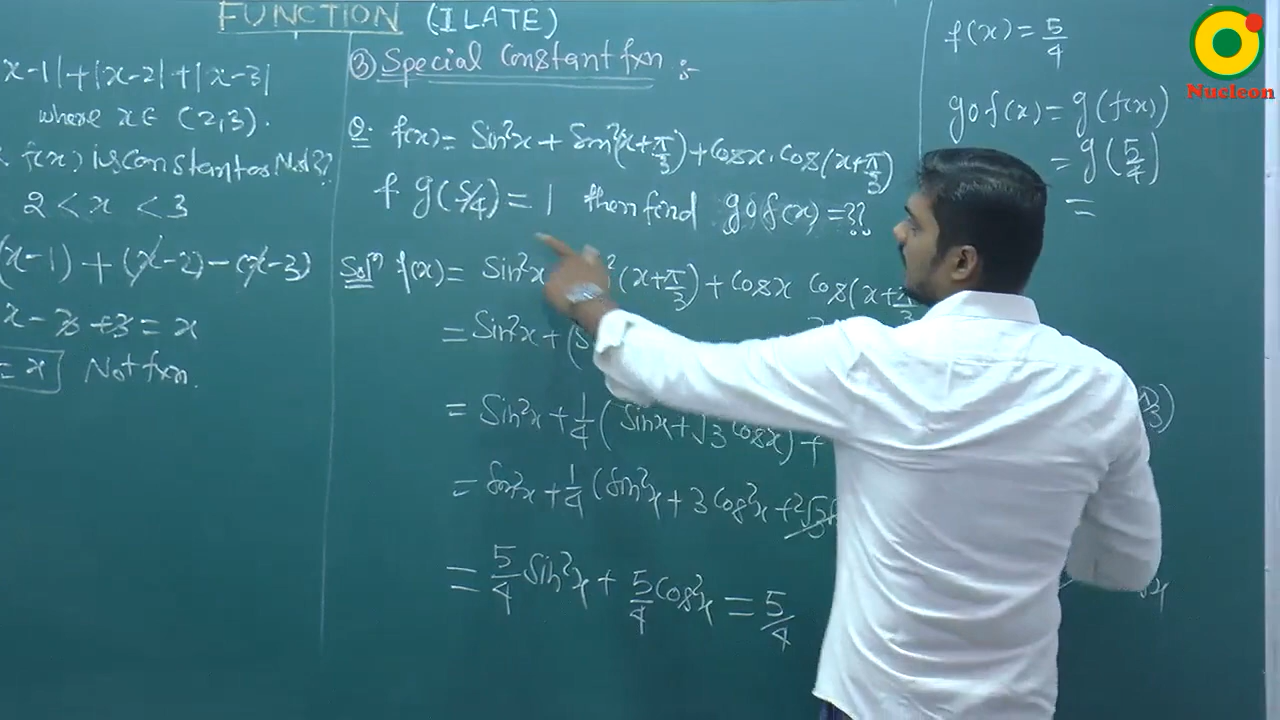 FUNCTION (ILATE)
x-1|+|x-2|+|x-3|
where x∈ (2,3).
f(x) is constant or Not??
2 < x < 3
(x-1) + (x-2) - (x-3)
x - 3 + 3 = x
= x Not fxn.
③ Special Constant fxn :-
Q. f(x) = Sin²x + Sin²(x+π/3) + Cosx. Cos(x+π/3)
f g(5/4) = 1 then find gof(x) = ??
Solⁿ f(x) = Sin²x ² (x+π/3) + Cosx Cos(x+π/3
= Sin²x + (S
= Sin²x + 1/4 ( Sinx + √3 Cosx) +
= Sin²x + 1/4 (Sin²x + 3 Cos²x + 2√3
= 5/4 Sin²x + 5/4 Cos²x = 5/4
f(x) = 5/4
gof(x) = g(f(x))
= g(5/4)
=
Nucleon